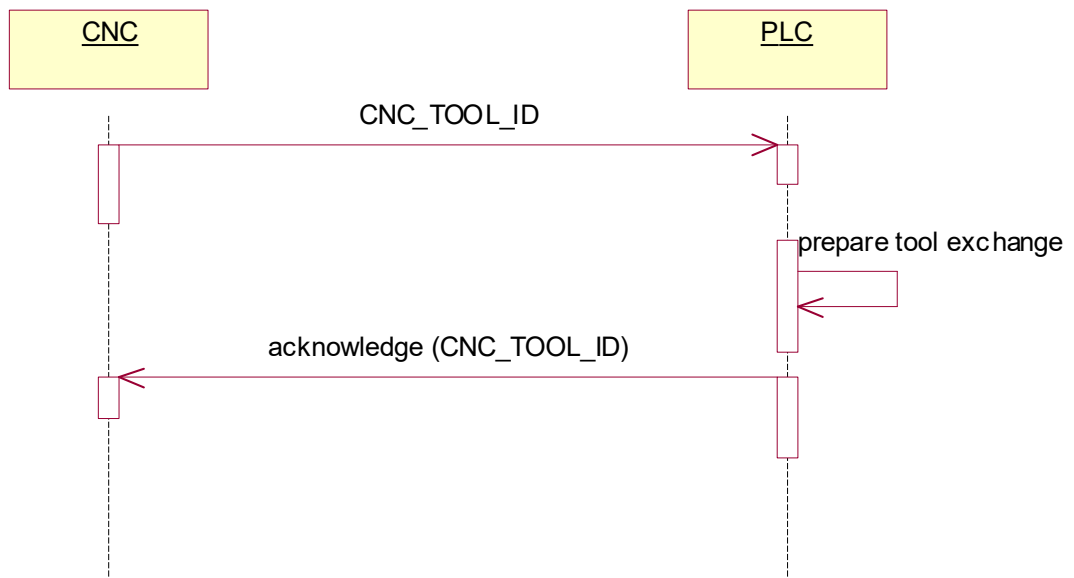 CNC
PLC
CNC_TOOL_ID
prepare tool exchange
acknowledge (CNC_TOOL_ID)